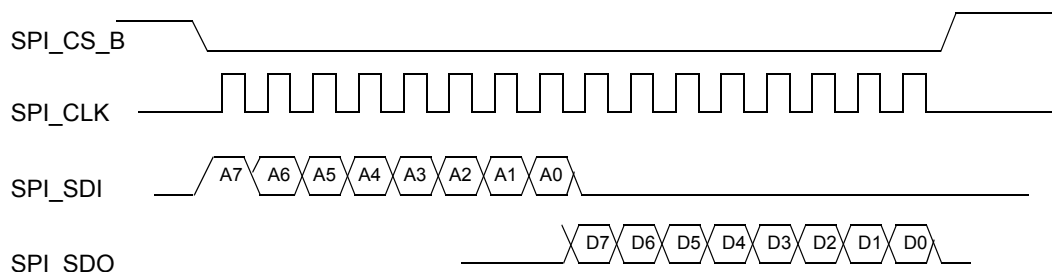 SPI_CS_B
SPI_CLK
SPI_SDI
A7 A6 A5 A4 A3 A2 A1 A0
SPI_SDO
D7 D6 D5 D4 D3 D2 D1 D0